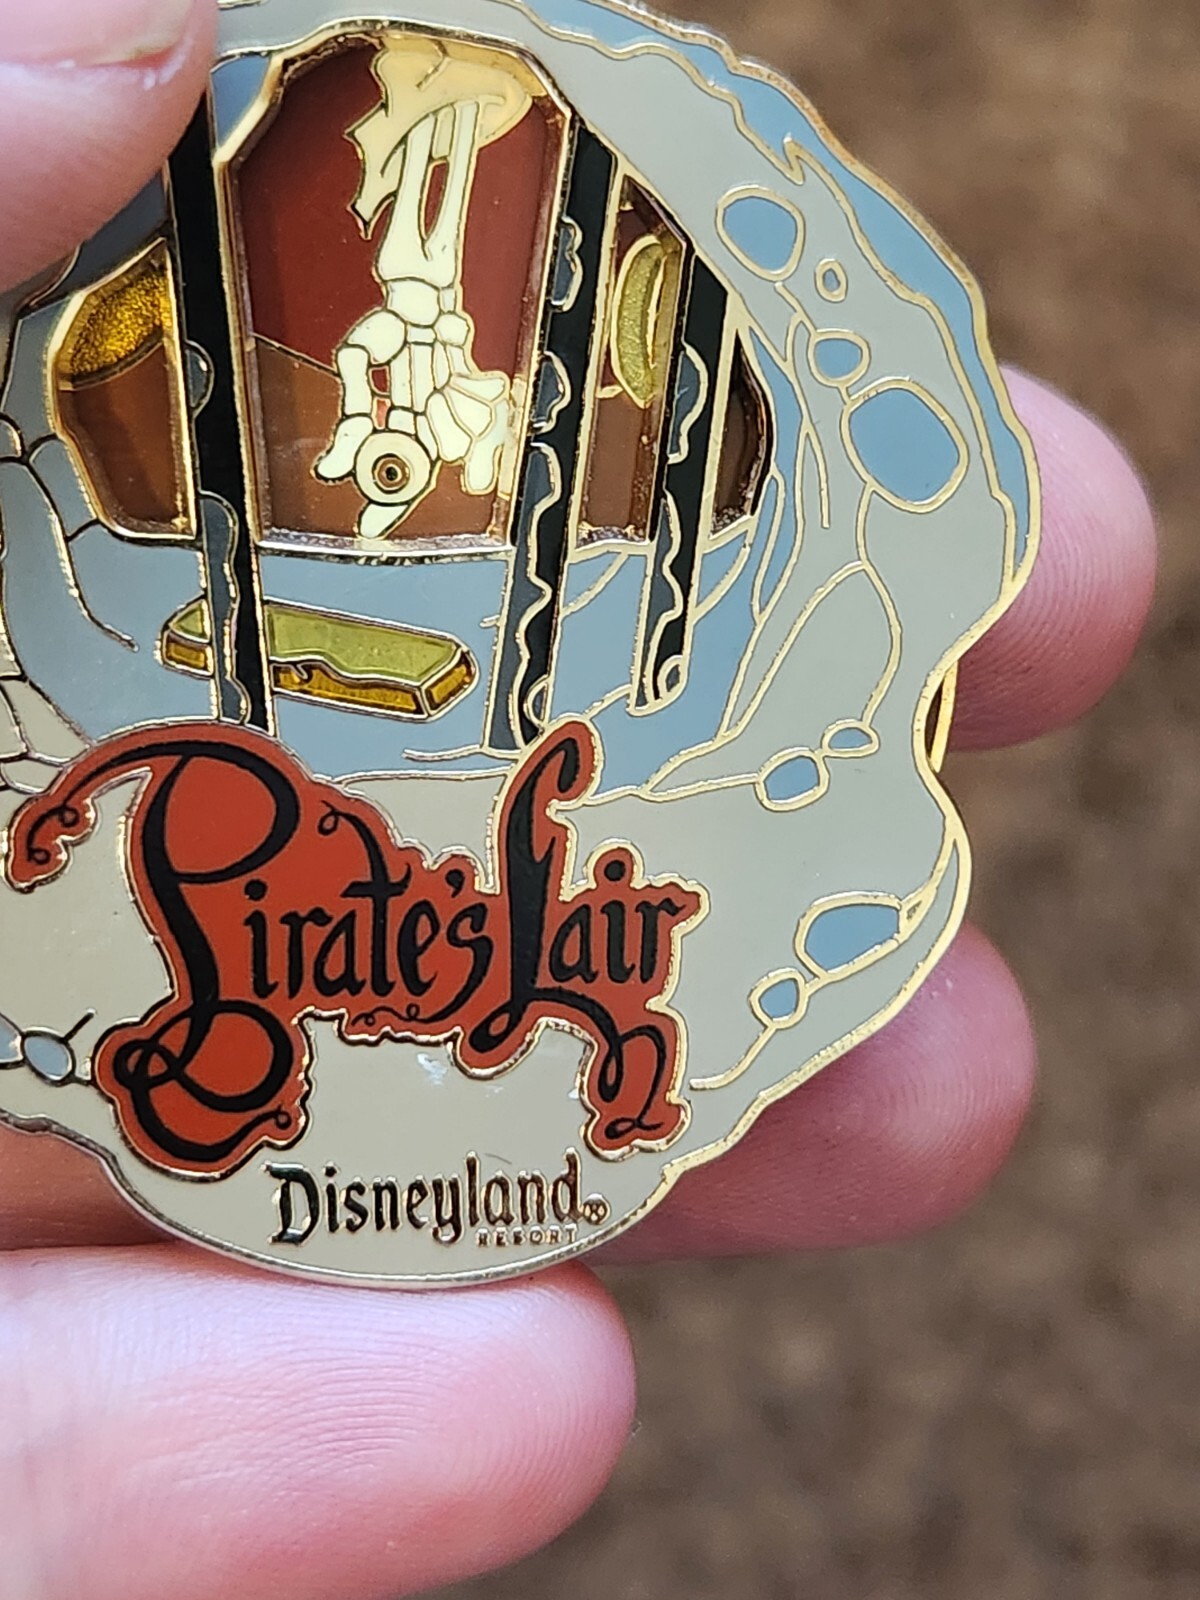 Pirate's Lair
Disneyland®
RESORT